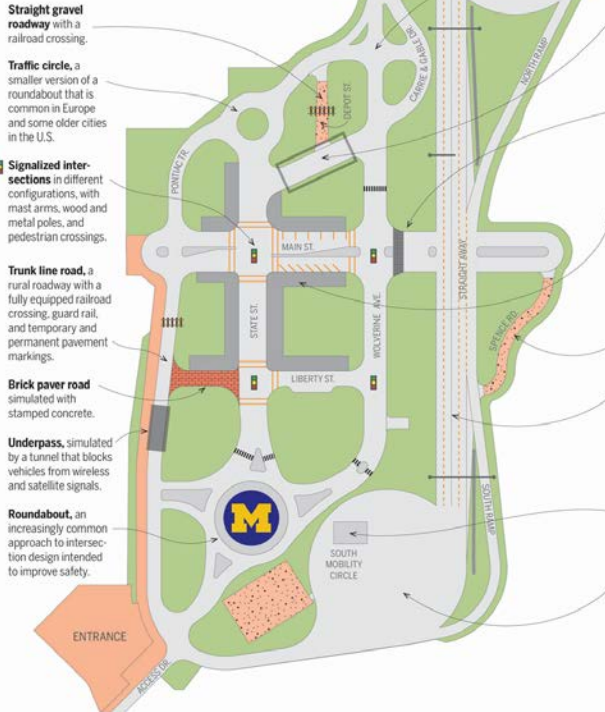 Straight gravel
roadway with a
railroad crossing.
Traffic circle, a
smaller version of a
roundabout that is
common in Europe
and some older cities
in the U.S.
Signalized inter-
sections in different
configurations, with
mast arms, wood and
metal poles, and
pedestrian crossings.
Trunk line road, a
rural roadway with a
fully equipped railroad
crossing, guard rail,
and temporary and
permanent pavement
markings.
Brick paver road
simulated with
stamped concrete.
Underpass, simulated
by a tunnel that blocks
vehicles from wireless
and satellite signals.
Roundabout, an
increasingly common
approach to intersec-
tion design intended
to improve safety.
CARRIE & GABLE DR.
NORTH RAMP
DEPOT ST.
PONTIAC TR.
MAIN ST.
STATE ST.
WOLVERINE AVE.
STRAIGHT AWAY
SPENCE RD.
LIBERTY ST.
M
SOUTH RAMP
SOUTH
MOBILITY
CIRCLE
ENTRANCE
ACCESS DR.